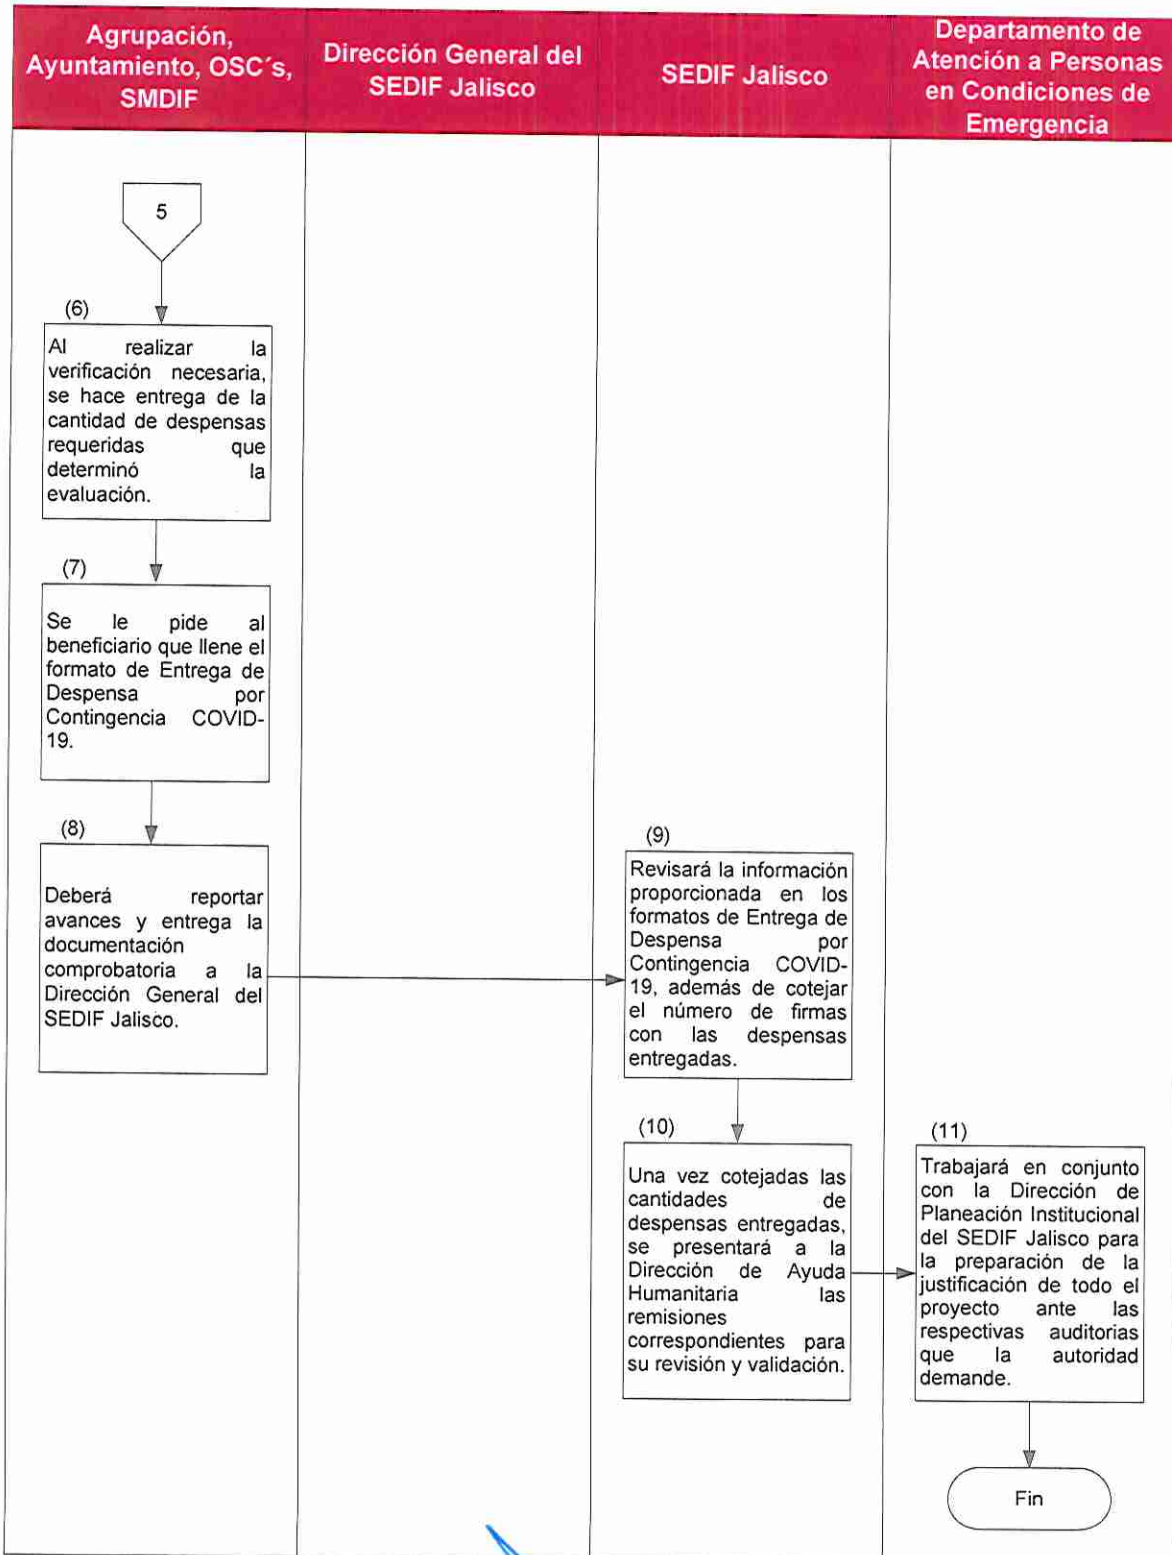 Agrupación,
Ayuntamiento, OSC´s,
SMDIF
Dirección General del
SEDIF Jalisco
SEDIF Jalisco
Departamento de
Atención a Personas
en Condiciones de
Emergencia
5
(6)
Al realizar la
verificación necesaria,
se hace entrega de la
cantidad de despensas
requeridas que
determinó la
evaluación.
(7)
Se le pide al
beneficiario que llene el
formato de Entrega de
Despensa por
Contingencia COVID-
19.
(8)
Deberá reportar
avances y entrega la
documentación
comprobatoria a la
Dirección General del
SEDIF Jalisco.
(9)
Revisará la información
proporcionada en los
formatos de Entrega de
Despensa por
Contingencia COVID-
19, además de cotejar
el número de firmas
con las despensas
entregadas.
(10)
Una vez cotejadas las
cantidades de
despensas entregadas,
se presentará a la
Dirección de Ayuda
Humanitaria las
remisiones
correspondientes para
su revisión y validación.
(11)
Trabajará en conjunto
con la Dirección de
Planeación Institucional
del SEDIF Jalisco para
la preparación de la
justificación de todo el
proyecto ante las
respectivas auditorias
que la autoridad
demande.
Fin